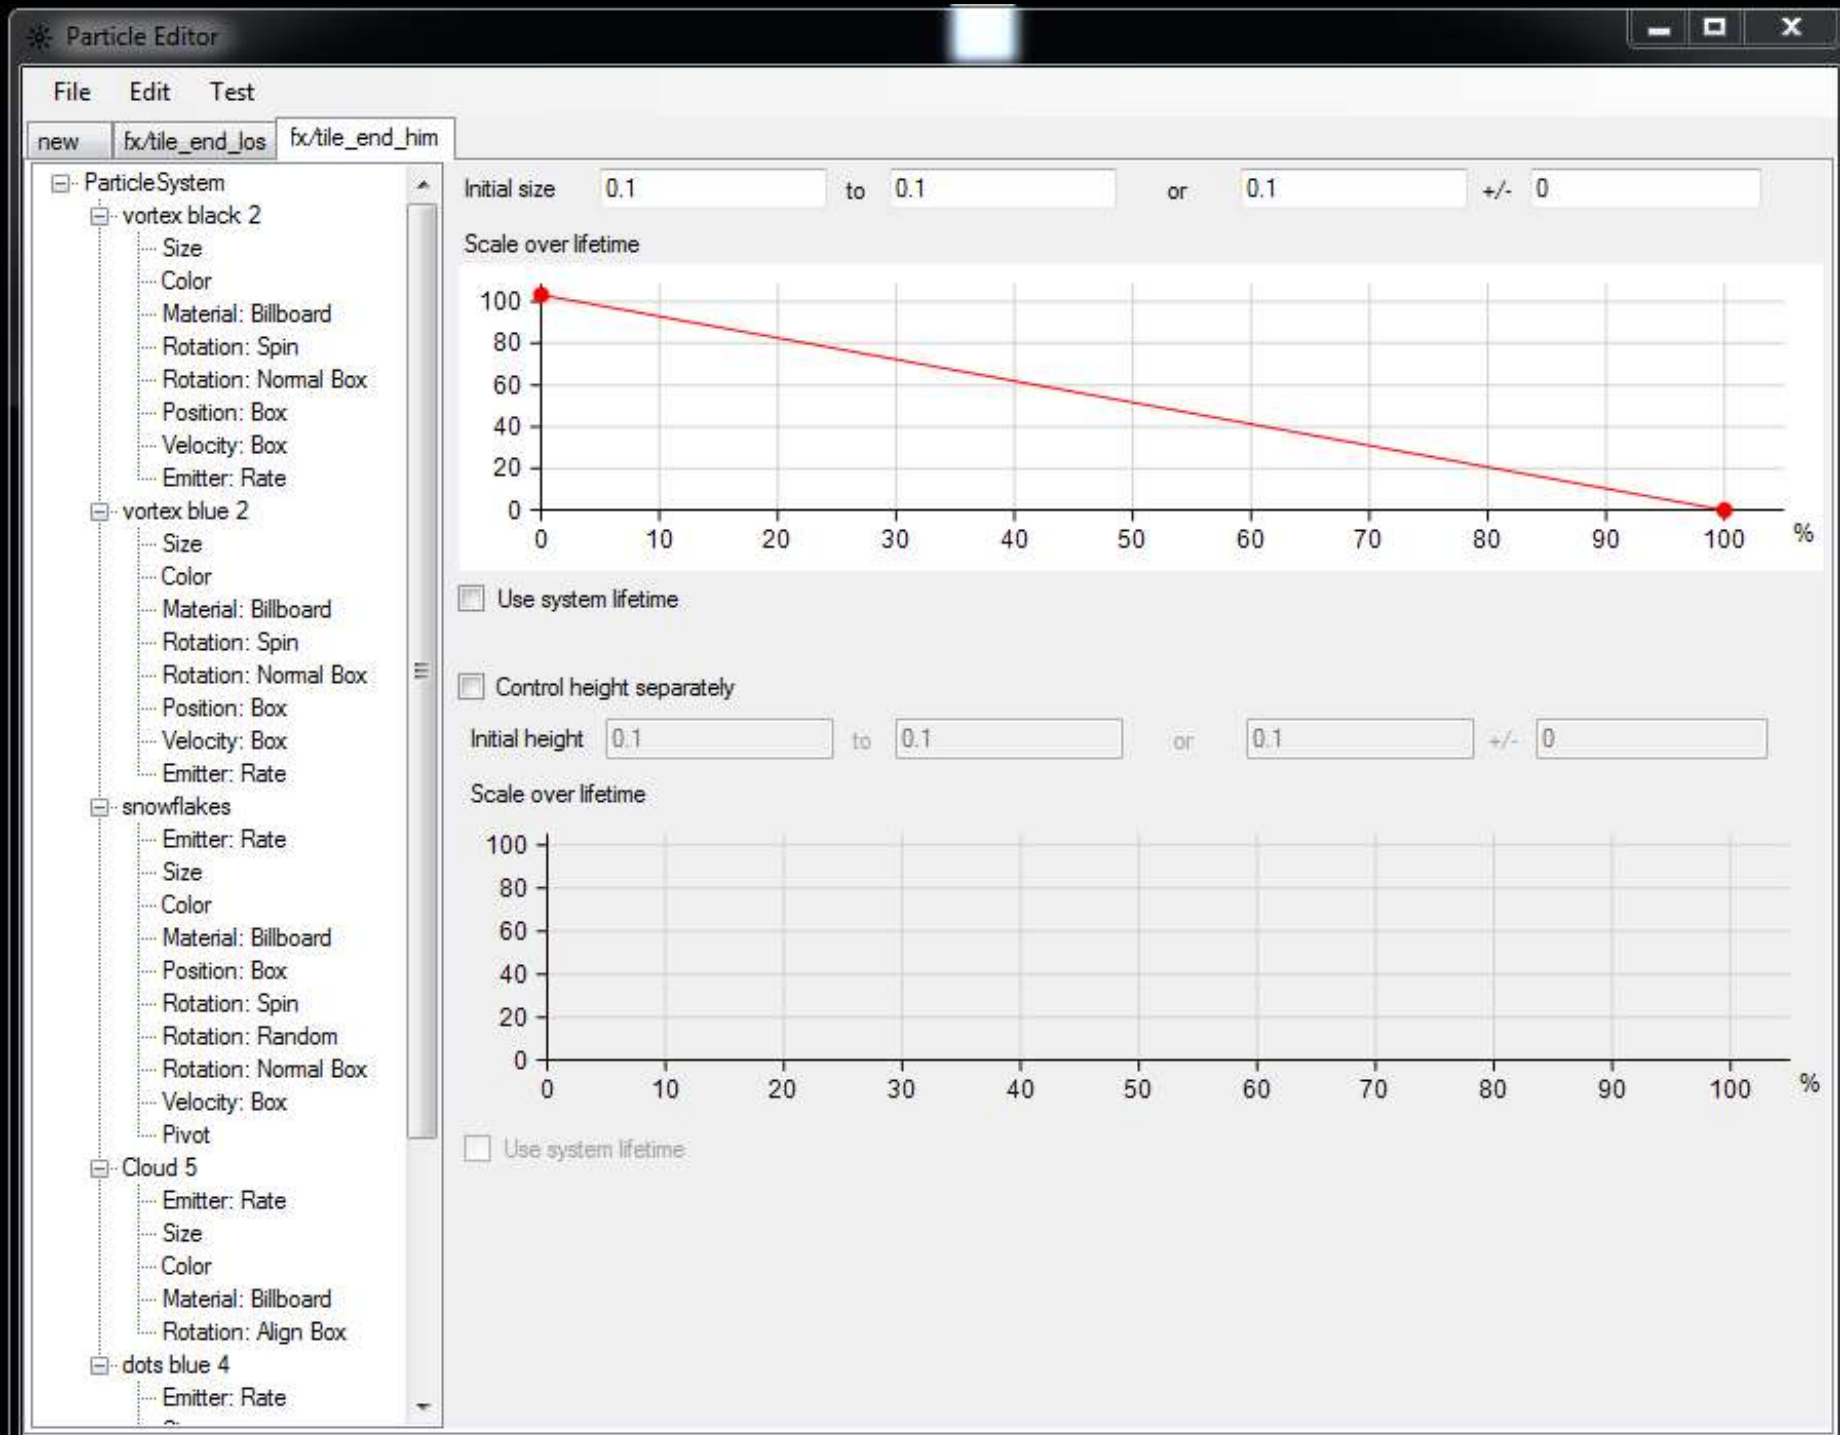 Particle Editor
File Edit Test
new fx/tile_end_los fx/tile_end_him
ParticleSystem
vortex black 2
Size
Color
Material: Billboard
Rotation: Spin
Rotation: Normal Box
Position: Box
Velocity: Box
Emitter: Rate
vortex blue 2
Size
Color
Material: Billboard
Rotation: Spin
Rotation: Normal Box
Position: Box
Velocity: Box
Emitter: Rate
snowflakes
Emitter: Rate
Size
Color
Material: Billboard
Position: Box
Rotation: Spin
Rotation: Random
Rotation: Normal Box
Velocity: Box
Pivot
Cloud 5
Emitter: Rate
Size
Color
Material: Billboard
Rotation: Align Box
dots blue 4
Emitter: Rate
Initial size 0.1 to 0.1 or 0.1 +/- 0
Scale over lifetime
100
80
60
40
20
0
0 10 20 30 40 50 60 70 80 90 100 %
Use system lifetime
Control height separately
Initial height 0.1 to 0.1 or 0.1 +/- 0
Scale over lifetime
100
80
60
40
20
0
0 10 20 30 40 50 60 70 80 90 100 %
Use system lifetime